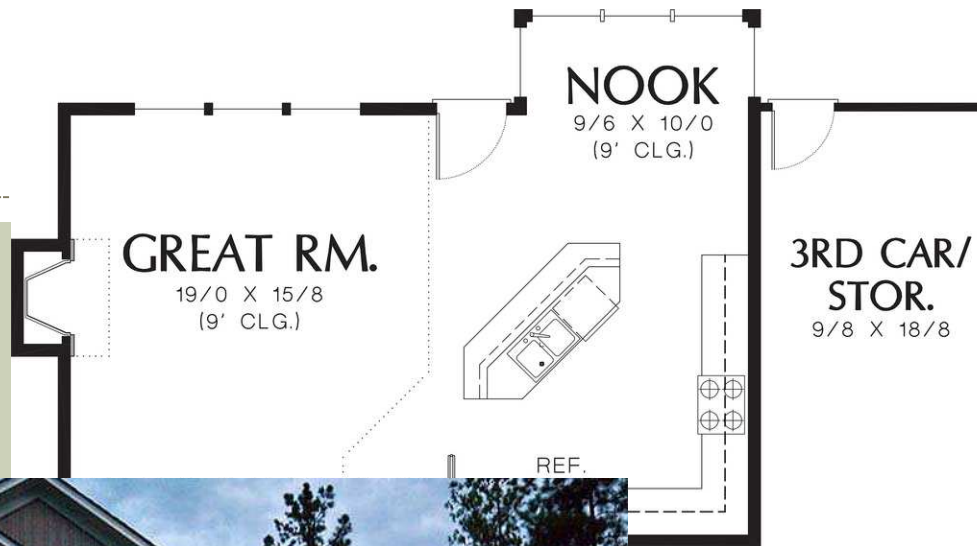 NOOK
9/6 X 10/0
(9' CLG.)
GREAT RM.
19/0 X 15/8
(9' CLG.)
3RD CAR/
STOR.
9/8 X 18/8
REF.